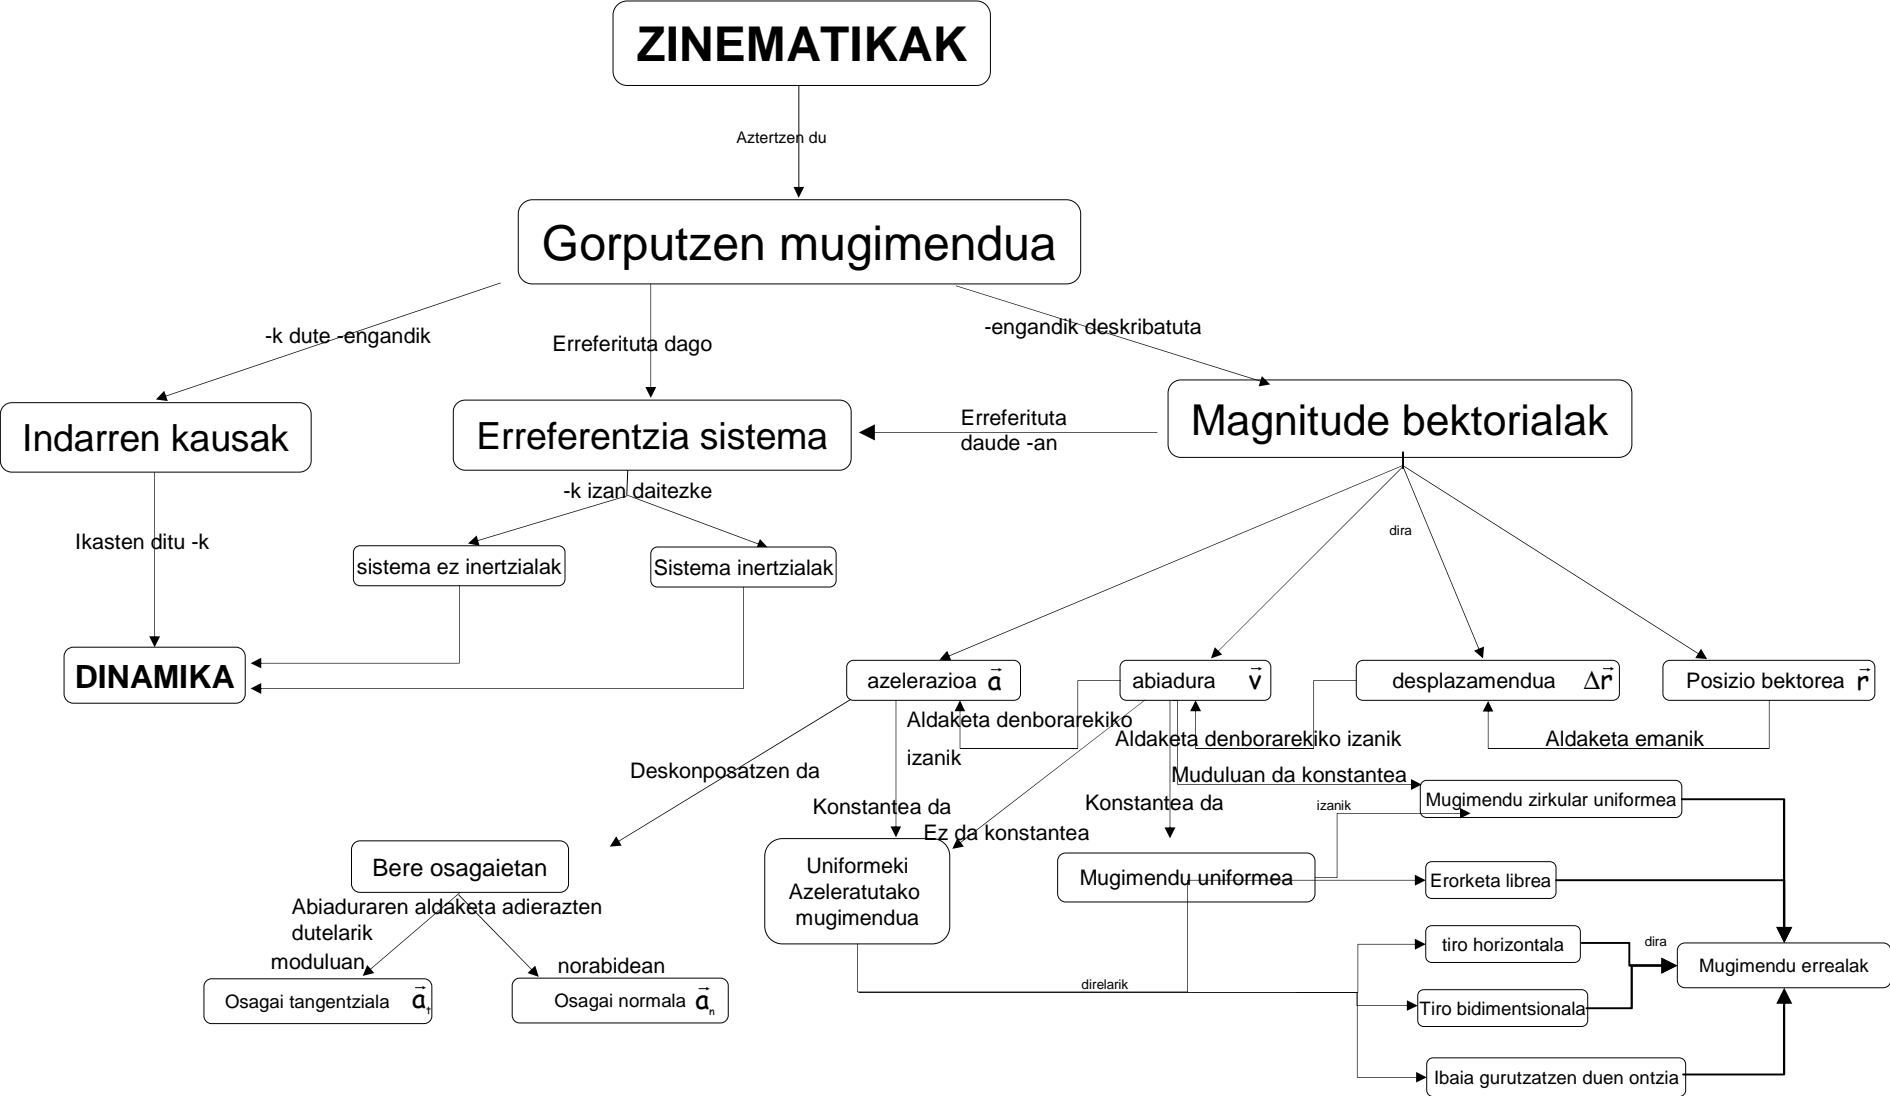 ZINEMATIKAK
Aztertzen du
Gorputzen mugimendua
-k dute -engandik
Erreferituta dago
-engandik deskribatuta
Indarren kausak
Erreferentzia sistema
Erreferituta
daude -an
Magnitude bektorialak
-k izan daitezke
Ikasten ditu -k
dira
sistema ez inertzialak
Sistema inertzialak
DINAMIKA
azelerazioa a⃗
abiadura v⃗
desplazamendua Δr⃗
Posizio bektorea r⃗
Aldaketa denborarekiko
izanik
Aldaketa denborarekiko izanik
Aldaketa emanik
Deskonposatzen da
Muduluan da konstantea
Konstantea da
Konstantea da
izanik
Mugimendu zirkular uniformea
Ez da konstantea
Bere osagaietan
Uniformeki
Azeleratutako
mugimendua
Mugimendu uniformea
Erorketa librea
Abiaduraren aldaketa adierazten
dutelarik
moduluan
norabidean
tiro horizontala
dira
Mugimendu errealak
Osagai tangentziala a⃗t
Osagai normala a⃗n
direlarik
Tiro bidimentsionala
Ibaia gurutzatzen duen ontzia